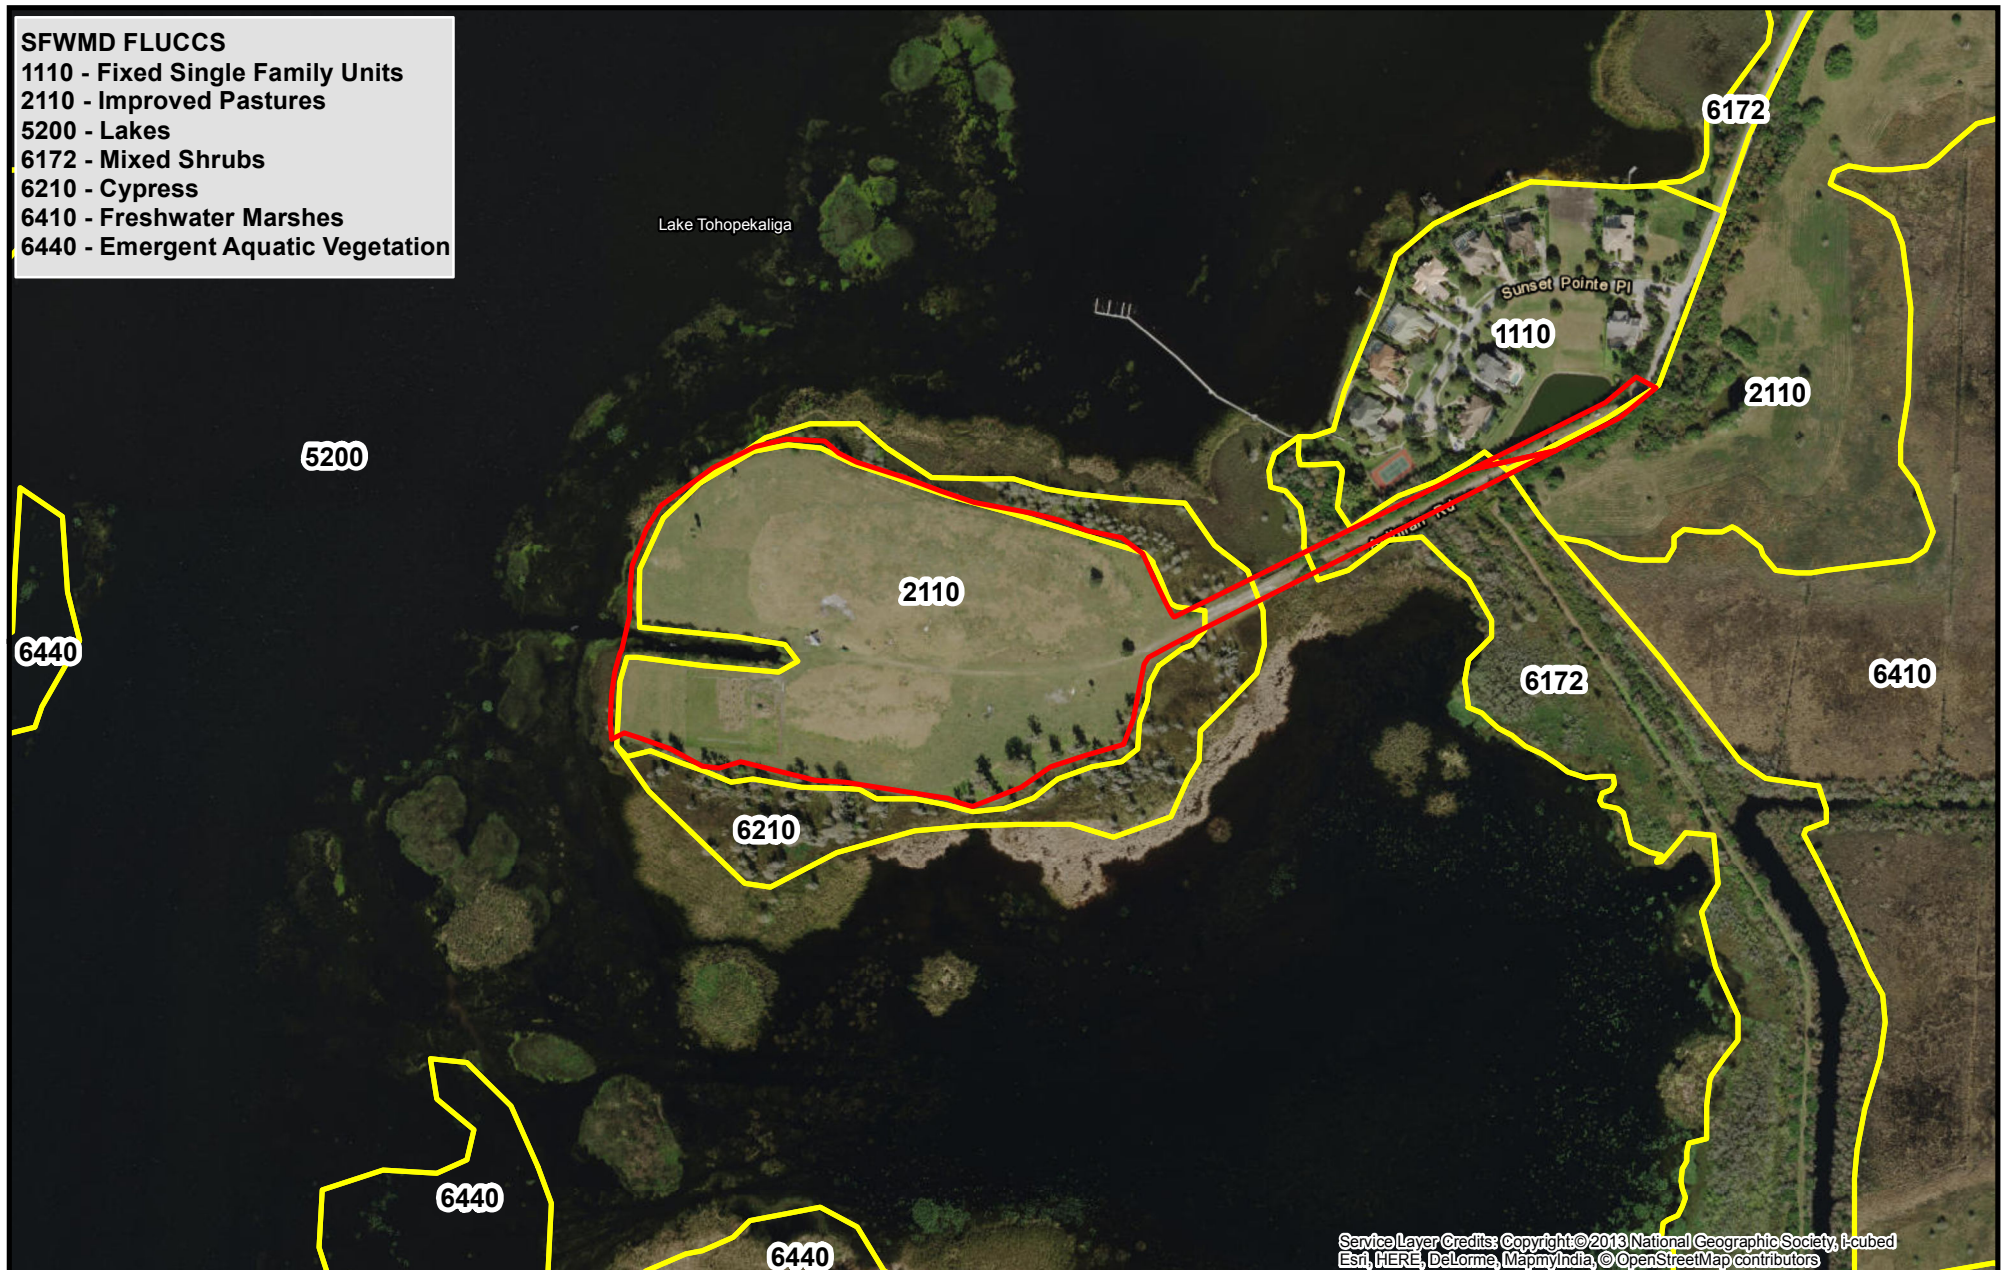 SFWMD FLUCCS
1110 - Fixed Single Family Units
2110 - Improved Pastures
5200 - Lakes
6172 - Mixed Shrubs
6210 - Cypress
6410 - Freshwater Marshes
6440 - Emergent Aquatic Vegetation
6172
Lake Tohopekaliga
Sunset Pointe Pl
1110
2110
5200
Rd
2110
6440
6172
6410
6210
6440
6440
Service Layer Credits: Copyright:© 2013 National Geographic Society, i-cubed
Esri, HERE, DeLorme, MapmyIndia, © OpenStreetMap contributors